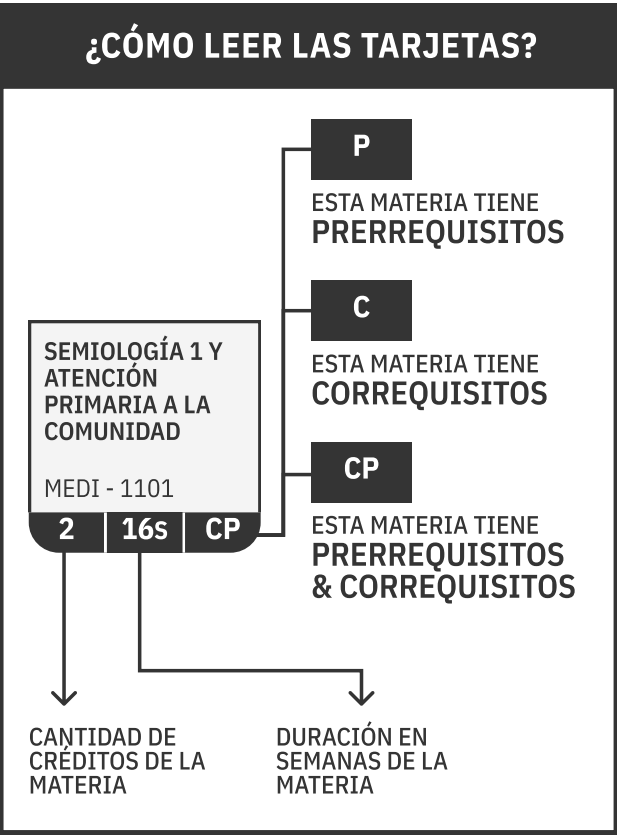 ¿CÓMO LEER LAS TARJETAS?
P
ESTA MATERIA TIENE
PRERREQUISITOS
C
ESTA MATERIA TIENE
CORREQUISITOS
CP
ESTA MATERIA TIENE
PRERREQUISITOS
& CORREQUISITOS
SEMIOLOGÍA 1 Y
ATENCIÓN
PRIMARIA A LA
COMUNIDAD
MEDI - 1101
2 16s CP
CANTIDAD DE
CRÉDITOS DE LA
MATERIA
DURACIÓN EN
SEMANAS DE LA
MATERIA